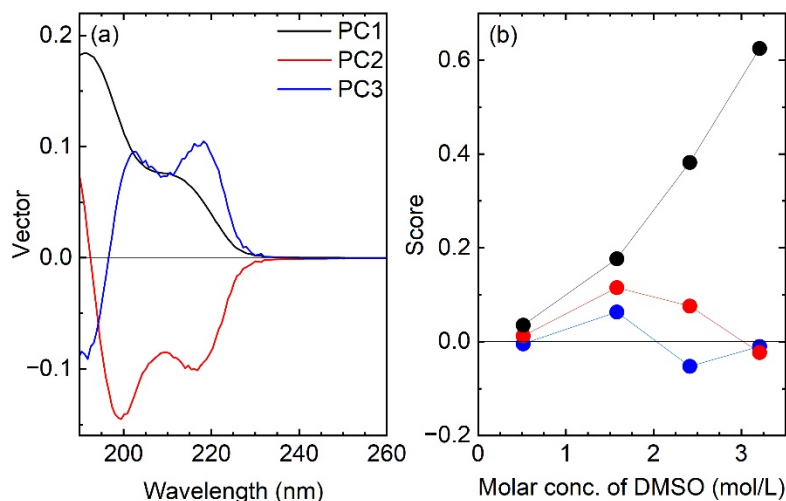 (a)
PC1
PC2
PC3
0.2
0.1
0.0
−0.1
Vector
200 220 240 260
Wavelength (nm)
(b)
0.6
0.4
0.2
0.0
−0.2
Score
0 1 2 3
Molar conc. of DMSO (mol/L)